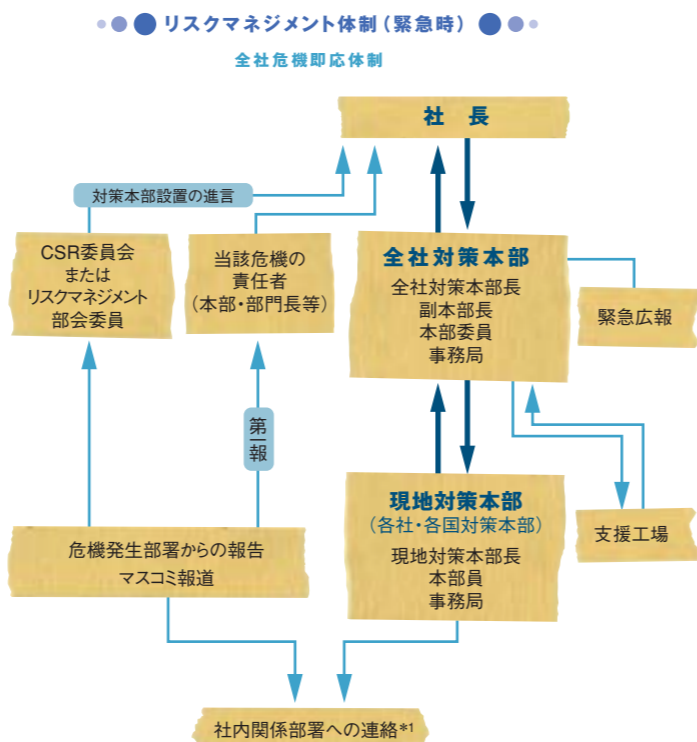 リスクマネジメント体制（緊急時）
全社危機即応体制
社　長
対策本部設置の進言
CSR委員会
または
リスクマネジメント
部会委員
当該危機の
責任者
（本部・部門長等）
全社対策本部
全社対策本部長
副本部長
本部委員
事務局
緊急広報
第一報
現地対策本部
（各社・各国対策本部）
現地対策本部長
本部員
事務局
支援工場
危機発生部署からの報告
マスコミ報道
社内関係部署への連絡*1